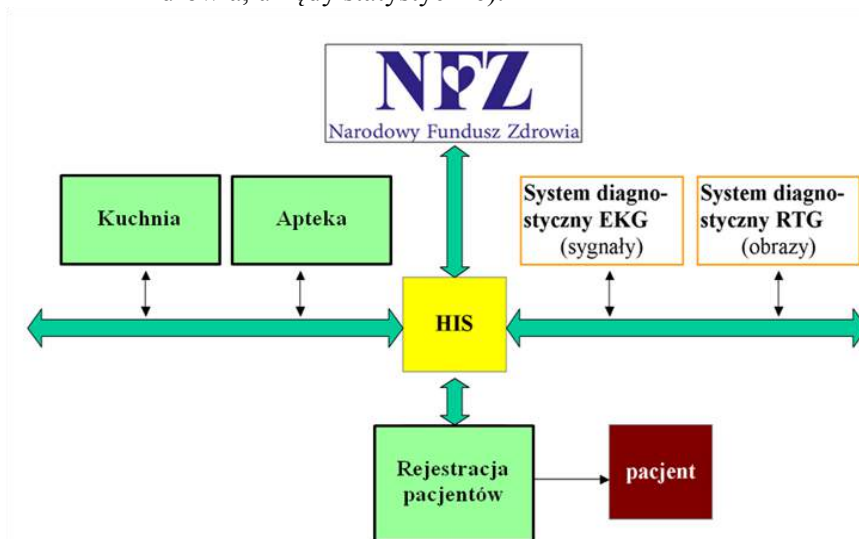 NFZ
Narodowy Fundusz Zdrowia
Kuchnia
Apteka
System diagno-
styczny EKG
(sygnały)
System diagno-
styczny RTG
(obrazy)
HIS
Rejestracja
pacjentów
pacjent